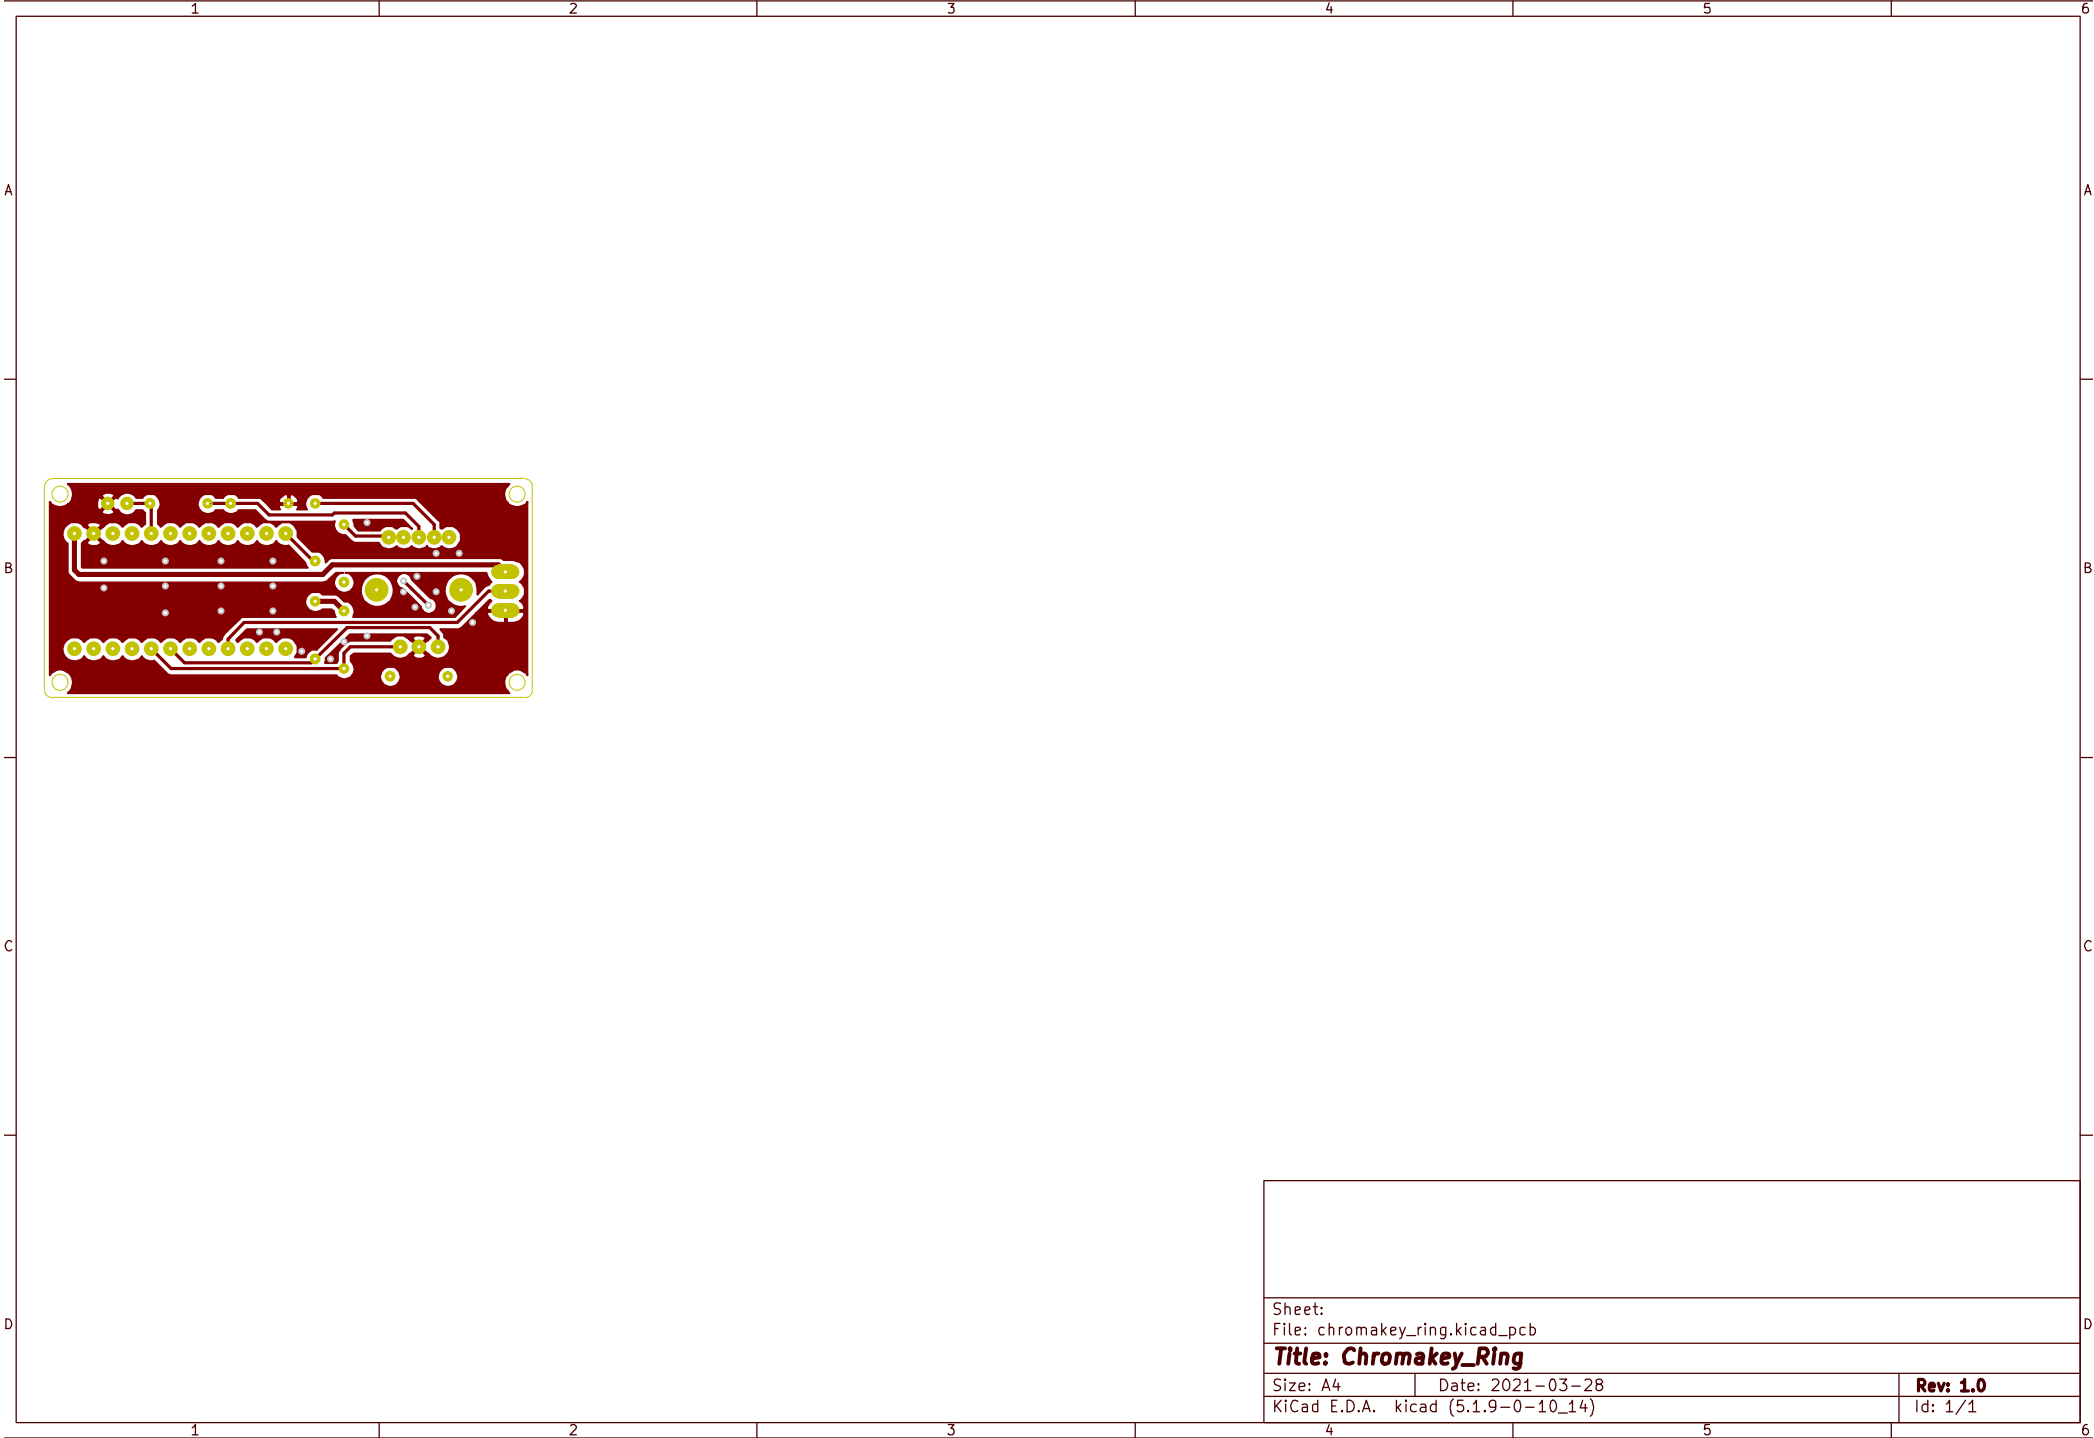 1 2 3 4 5 6
A A
B B
C C
D D
Sheet:
File: chromakey_ring.kicad_pcb
Title: Chromakey_Ring
Size: A4 Date: 2021-03-28 Rev: 1.0
KiCad E.D.A. kicad (5.1.9-0-10_14) Id: 1/1
1 2 3 4 5 6